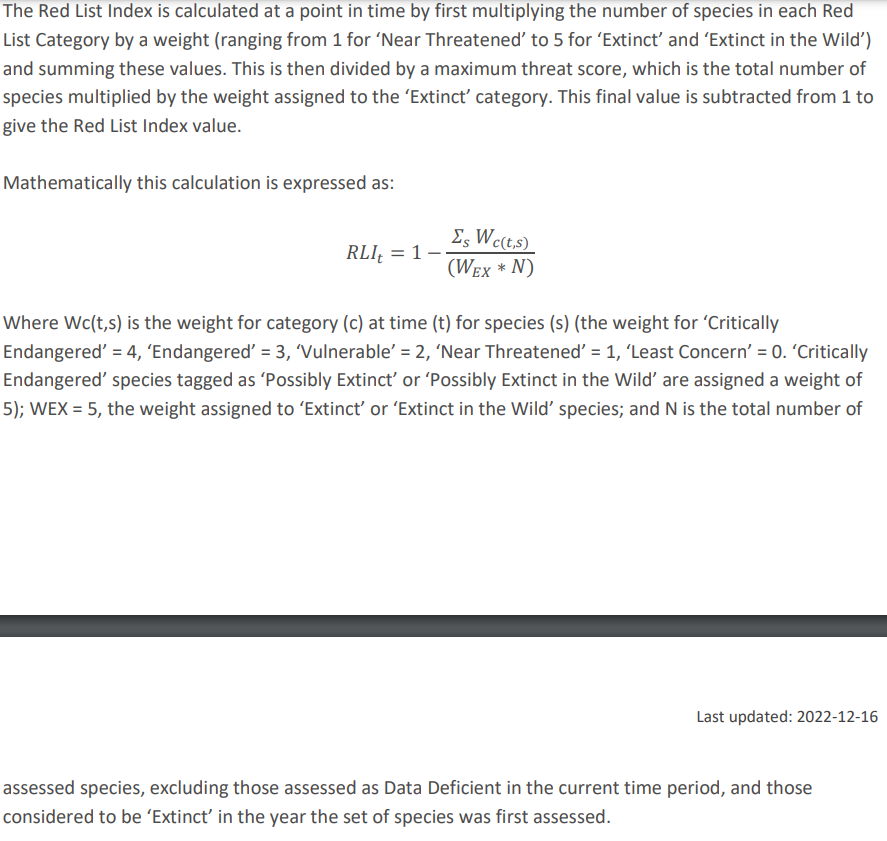 The Red List Index is calculated at a point in time by first multiplying the number of species in each Red
List Category by a weight (ranging from 1 for ‘Near Threatened’ to 5 for ‘Extinct’ and ‘Extinct in the Wild’)
and summing these values. This is then divided by a maximum threat score, which is the total number of
species multiplied by the weight assigned to the ‘Extinct’ category. This final value is subtracted from 1 to
give the Red List Index value.
Mathematically this calculation is expressed as:
RLIₜ = 1 − Σₛ W_c(t,s) / (W_EX * N)
Where Wc(t,s) is the weight for category (c) at time (t) for species (s) (the weight for ‘Critically
Endangered’ = 4, ‘Endangered’ = 3, ‘Vulnerable’ = 2, ‘Near Threatened’ = 1, ‘Least Concern’ = 0. ‘Critically
Endangered’ species tagged as ‘Possibly Extinct’ or ‘Possibly Extinct in the Wild’ are assigned a weight of
5); WEX = 5, the weight assigned to ‘Extinct’ or ‘Extinct in the Wild’ species; and N is the total number of
Last updated: 2022-12-16
assessed species, excluding those assessed as Data Deficient in the current time period, and those
considered to be ‘Extinct’ in the year the set of species was first assessed.